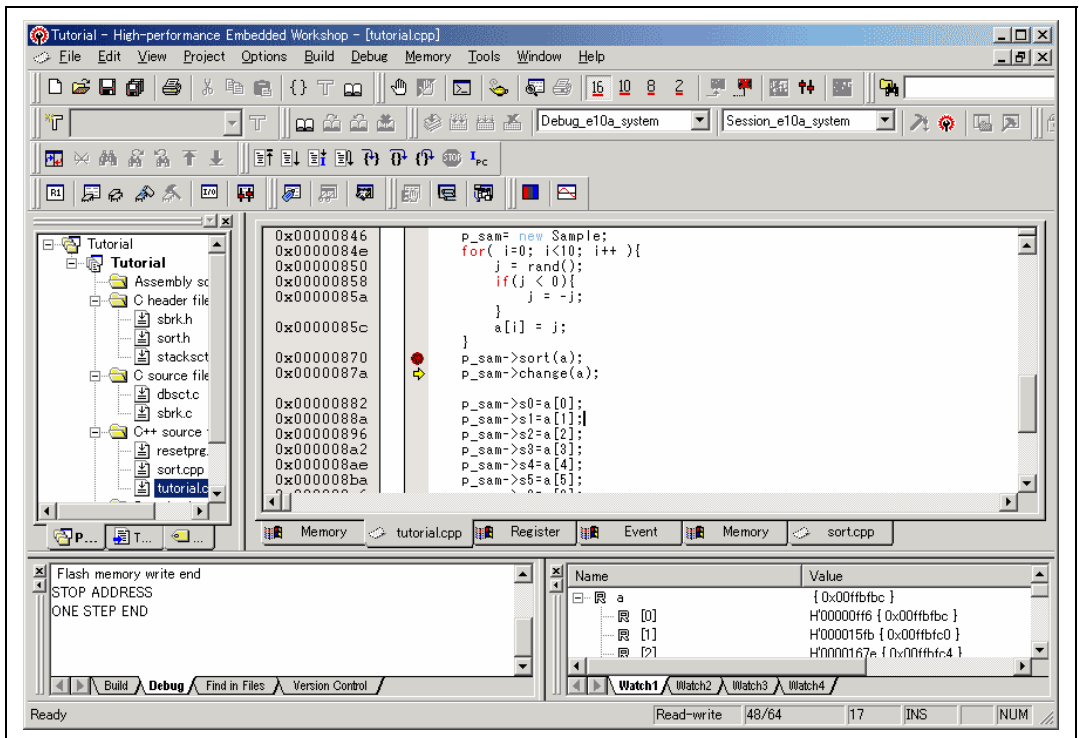 Tutorial - High-performance Embedded Workshop - [tutorial.cpp]
File Edit View Project Options Build Debug Memory Tools Window Help
16 10 8 2
Debug_e10a_system Session_e10a_system
STOP IPC
R1 I/O
Tutorial
Tutorial
Assembly sc
C header file
sbrk.h
sort.h
stacksct
C source file
dbsct.c
sbrk.c
C++ source
resetprg.
sort.cpp
tutorial.c
P... T... ...
0x00000846 p_sam= new Sample;
0x0000084e for( i=0; i<10; i++ ){
0x00000850 j = rand();
0x00000858 if(j < 0){
0x0000085a j = -j;
}
0x0000085c a[i] = j;
}
0x00000870 p_sam->sort(a);
0x0000087a p_sam->change(a);
0x00000882 p_sam->s0=a[0];
0x0000088a p_sam->s1=a[1];
0x00000896 p_sam->s2=a[2];
0x000008a2 p_sam->s3=a[3];
0x000008ae p_sam->s4=a[4];
0x000008ba p_sam->s5=a[5];
Memory tutorial.cpp Register Event Memory sort.cpp
Flash memory write end
STOP ADDRESS
ONE STEP END
Build Debug Find in Files Version Control
Name Value
R a { 0x00ffbfbc }
R [0] H'00000ff6 { 0x00ffbfbc }
R [1] H'000015fb { 0x00ffbfc0 }
R [2] H'0000167e { 0x00ffbfc4 }
Watch1 Watch2 Watch3 Watch4
Ready Read-write 48/64 17 INS NUM